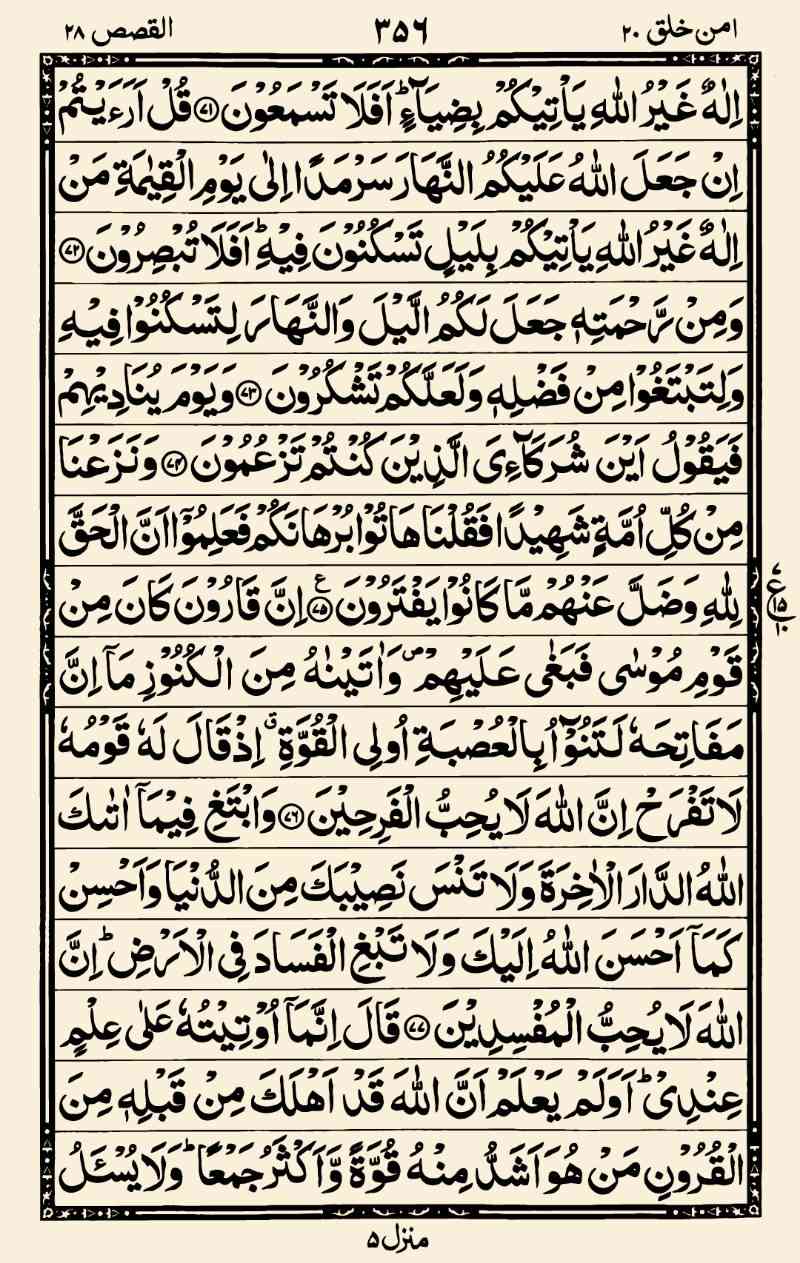 القصص ٢٨ ٣٥٦ امن خلق ٢٠
اِلٰهٌ غَيْرُ اللّٰهِ يَاْتِيْكُمْ بِضِيَآءٍ ؕ اَفَلَا تَسْمَعُوْنَ ﴿٧١﴾ قُلْ اَرَءَيْتُمْ
اِنْ جَعَلَ اللّٰهُ عَلَيْكُمُ النَّهَارَ سَرْمَدًا اِلٰى يَوْمِ الْقِيٰمَةِ مَنْ
اِلٰهٌ غَيْرُ اللّٰهِ يَاْتِيْكُمْ بِلَيْلٍ تَسْكُنُوْنَ فِيْهِ ؕ اَفَلَا تُبْصِرُوْنَ ﴿٧٢﴾
وَمِنْ رَّحْمَتِهٖ جَعَلَ لَكُمُ الَّيْلَ وَالنَّهَارَ لِتَسْكُنُوْا فِيْهِ
وَلِتَبْتَغُوْا مِنْ فَضْلِهٖ وَلَعَلَّكُمْ تَشْكُرُوْنَ ﴿٧٣﴾ وَيَوْمَ يُنَادِيْهِمْ
فَيَقُوْلُ اَيْنَ شُرَكَآءِىَ الَّذِيْنَ كُنْتُمْ تَزْعُمُوْنَ ﴿٧٤﴾ وَنَزَعْنَا
مِنْ كُلِّ اُمَّةٍ شَهِيْدًا فَقُلْنَا هَاتُوْا بُرْهَانَكُمْ فَعَلِمُوْۤا اَنَّ الْحَقَّ
لِلّٰهِ وَضَلَّ عَنْهُمْ مَّا كَانُوْا يَفْتَرُوْنَ ﴿٧٥﴾ ع اِنَّ قَارُوْنَ كَانَ مِنْ
ع ١٥ ١٠
قَوْمِ مُوْسٰى فَبَغٰى عَلَيْهِمْ ۖ وَاٰتَيْنٰهُ مِنَ الْكُنُوْزِ مَاۤ اِنَّ
مَفَاتِحَهٗ لَتَنُوْٓاُ بِالْعُصْبَةِ اُولِى الْقُوَّةِ ۗ اِذْ قَالَ لَهٗ قَوْمُهٗ
لَا تَفْرَحْ اِنَّ اللّٰهَ لَا يُحِبُّ الْفَرِحِيْنَ ﴿٧٦﴾ وَابْتَغِ فِيْمَاۤ اٰتٰىكَ
اللّٰهُ الدَّارَ الْاٰخِرَةَ وَلَا تَنْسَ نَصِيْبَكَ مِنَ الدُّنْيَا وَاَحْسِنْ
كَمَاۤ اَحْسَنَ اللّٰهُ اِلَيْكَ وَلَا تَبْغِ الْفَسَادَ فِى الْاَرْضِ ؕ اِنَّ
اللّٰهَ لَا يُحِبُّ الْمُفْسِدِيْنَ ﴿٧٧﴾ قَالَ اِنَّمَاۤ اُوْتِيْتُهٗ عَلٰى عِلْمٍ
عِنْدِىْ ؕ اَوَلَمْ يَعْلَمْ اَنَّ اللّٰهَ قَدْ اَهْلَكَ مِنْ قَبْلِهٖ مِنَ
الْقُرُوْنِ مَنْ هُوَ اَشَدُّ مِنْهُ قُوَّةً وَّاَكْثَرُ جَمْعًا ؕ وَلَا يُسْئَلُ
منزل ۵